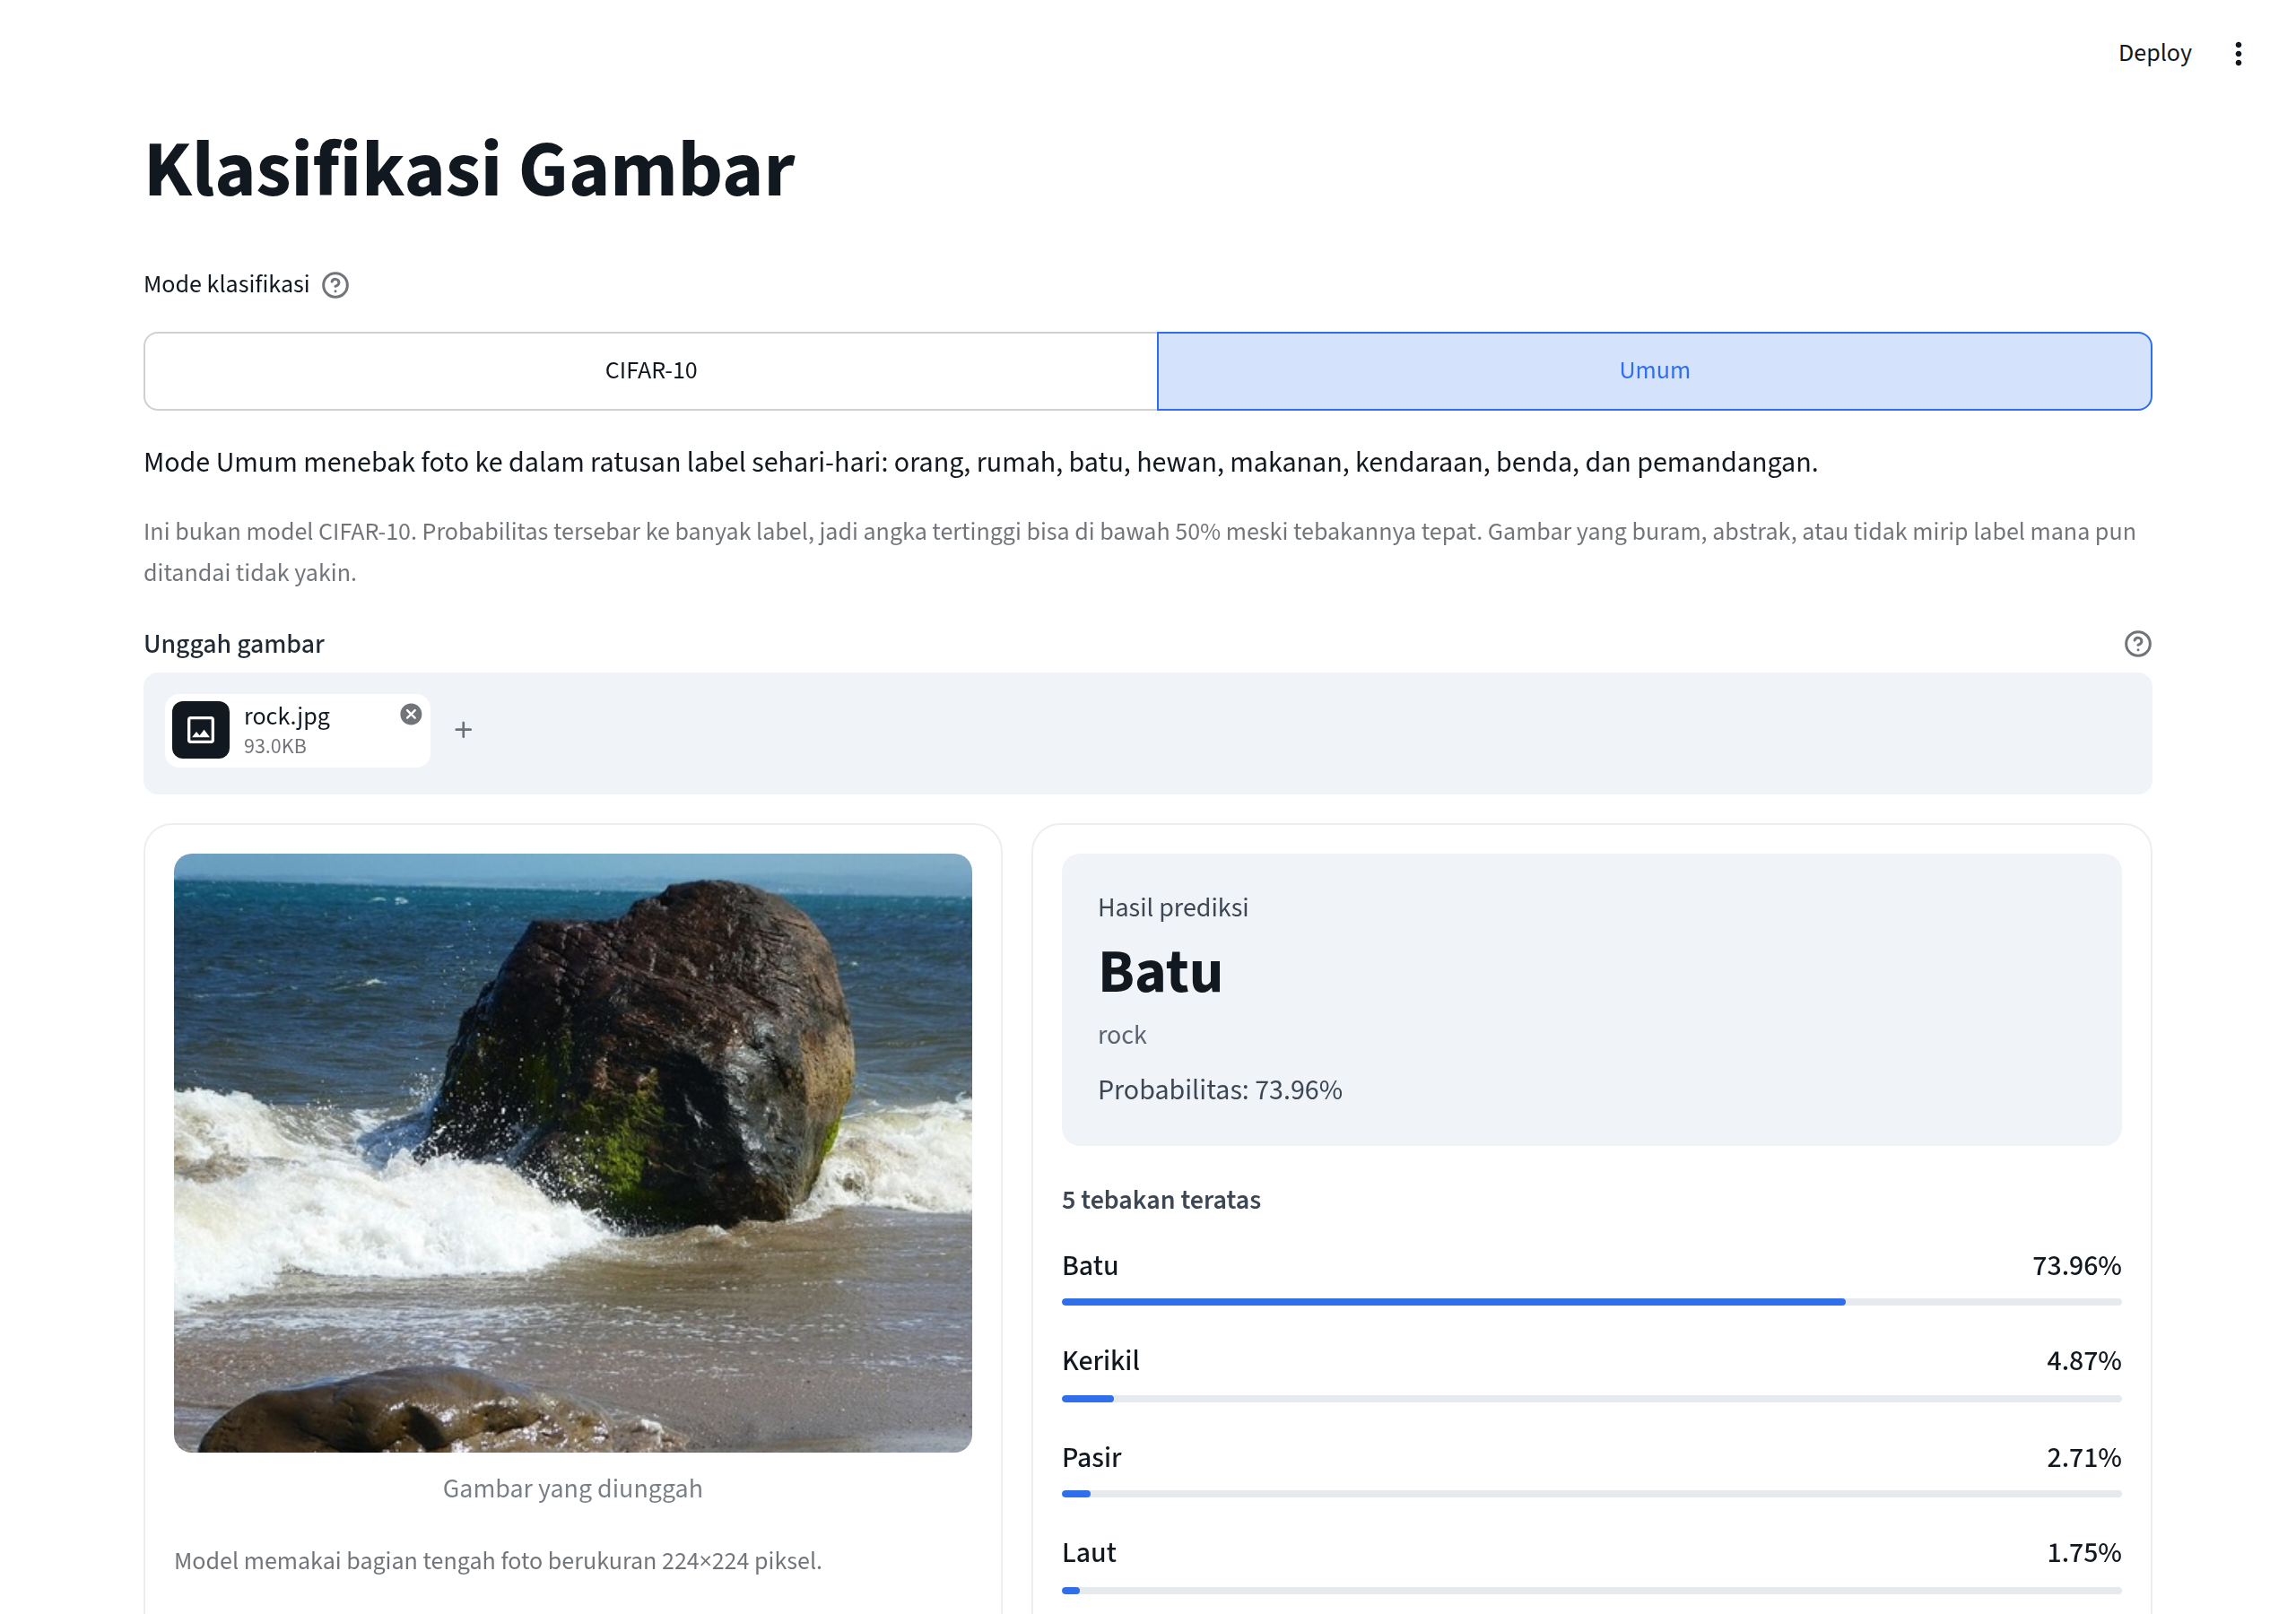 Deploy
Klasifikasi Gambar
Mode klasifikasi
CIFAR-10
Umum
Mode Umum menebak foto ke dalam ratusan label sehari-hari: orang, rumah, batu, hewan, makanan, kendaraan, benda, dan pemandangan.
Ini bukan model CIFAR-10. Probabilitas tersebar ke banyak label, jadi angka tertinggi bisa di bawah 50% meski tebakannya tepat. Gambar yang buram, abstrak, atau tidak mirip label mana pun
ditandai tidak yakin.
Unggah gambar
rock.jpg
93.0KB
Gambar yang diunggah
Model memakai bagian tengah foto berukuran 224×224 piksel.
Hasil prediksi
Batu
rock
Probabilitas: 73.96%
5 tebakan teratas
Batu 73.96%
Kerikil 4.87%
Pasir 2.71%
Laut 1.75%